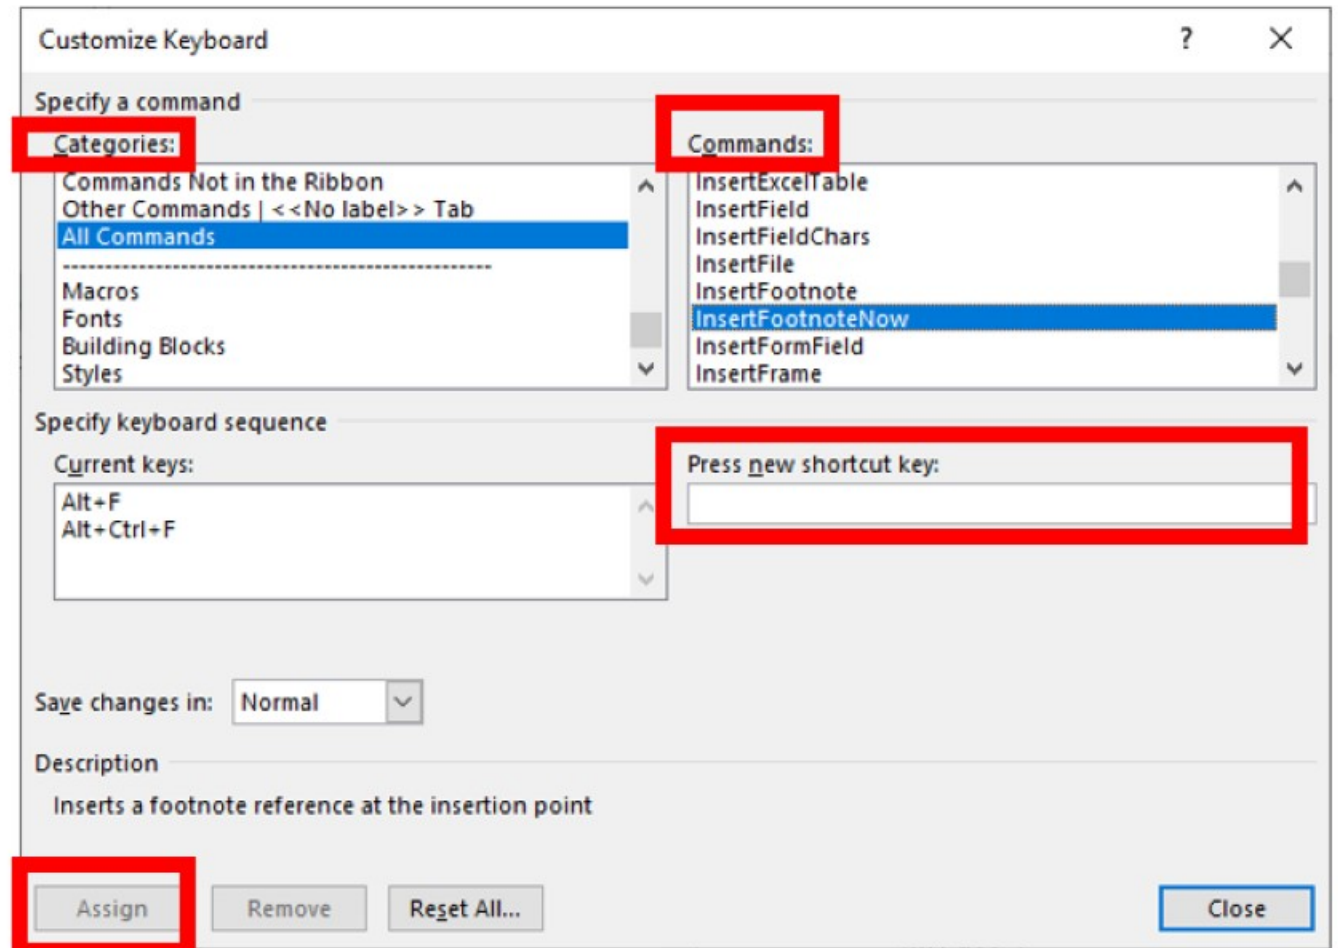 Customize Keyboard ?
Specify a command
Categories:
Commands Not in the Ribbon
Other Commands | <<No label>> Tab
All Commands
---------------------------------------------------
Macros
Fonts
Building Blocks
Styles
Commands:
InsertExcelTable
InsertField
InsertFieldChars
InsertFile
InsertFootnote
InsertFootnoteNow
InsertFormField
InsertFrame
Specify keyboard sequence
Current keys:
Alt+F
Alt+Ctrl+F
Press new shortcut key:
Save changes in: Normal
Description
Inserts a footnote reference at the insertion point
Assign Remove Reset All... Close